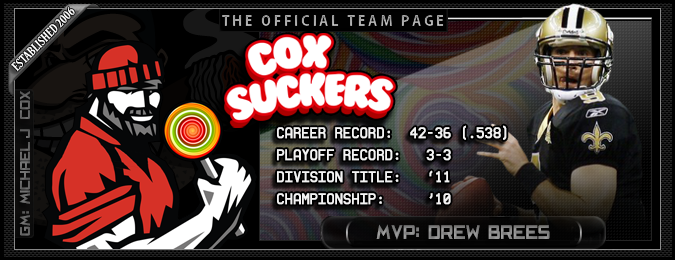 THE OFFICIAL TEAM PAGE
ESTABLISHED 2006
COX
SUCKERS
GM: MICHAEL J COX
CAREER RECORD: 42-36 (.538)
PLAYOFF RECORD: 3-3
DIVISION TITLE: '11
CHAMPIONSHIP: '10
MVP: DREW BREES